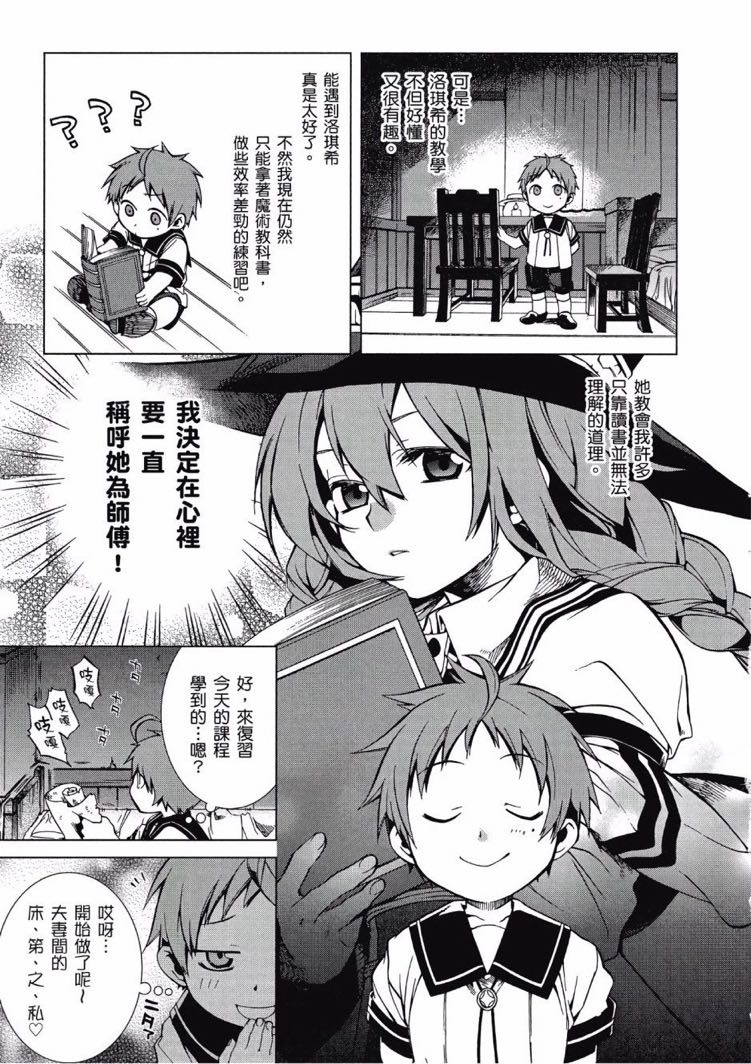 可是…
洛琪希的教學
不但好懂
又很有趣。
能遇到洛琪希
真是太好了。
不然我現在仍然
只能拿著魔術教科書，
做些效率差勁的練習吧。
???
她教會我許多
只靠讀書並無法
理解的道理。
我決定在心裡
要一直
稱呼她為師傅！
好，來復習
今天的課程
學到的…嗯？
吱嘎
吱嘎
吱嘎
哎呀…
開始做了呢~
夫妻間的
床、第、之、私♡
ニタァ